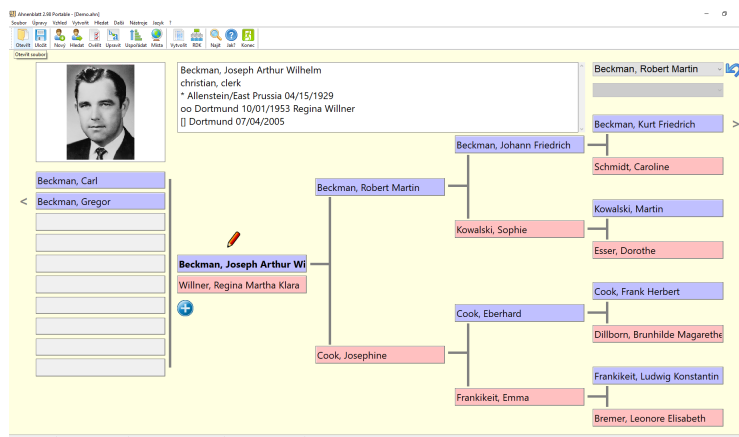 Ahnenblatt 2.98 Portable - [Demo.ahn]
Soubor Úpravy Vzhled Vytvořit Hledat Další Nástroje Jazyk ?
Otevřít Uložit Nový Hledat Ověřit Upravit Uspořádat Místa Vytvořit RDK Najít Jak? Konec
Otevřít soubor
Beckman, Joseph Arthur Wilhelm
christian, clerk
* Allenstein/East Prussia 04/15/1929
oo Dortmund 10/01/1953 Regina Willner
[] Dortmund 07/04/2005
Beckman, Robert Martin
Beckman, Kurt Friedrich >
Beckman, Johann Friedrich
Schmidt, Caroline
Beckman, Carl
Beckman, Robert Martin
< Beckman, Gregor
Kowalski, Martin
Kowalski, Sophie
Esser, Dorothe
Beckman, Joseph Arthur Wi
Willner, Regina Martha Klara
Cook, Frank Herbert
Cook, Eberhard
Dillborn, Brunhilde Magarethe
Cook, Josephine
Frankikeit, Ludwig Konstantin
Frankikeit, Emma
Bremer, Leonore Elisabeth